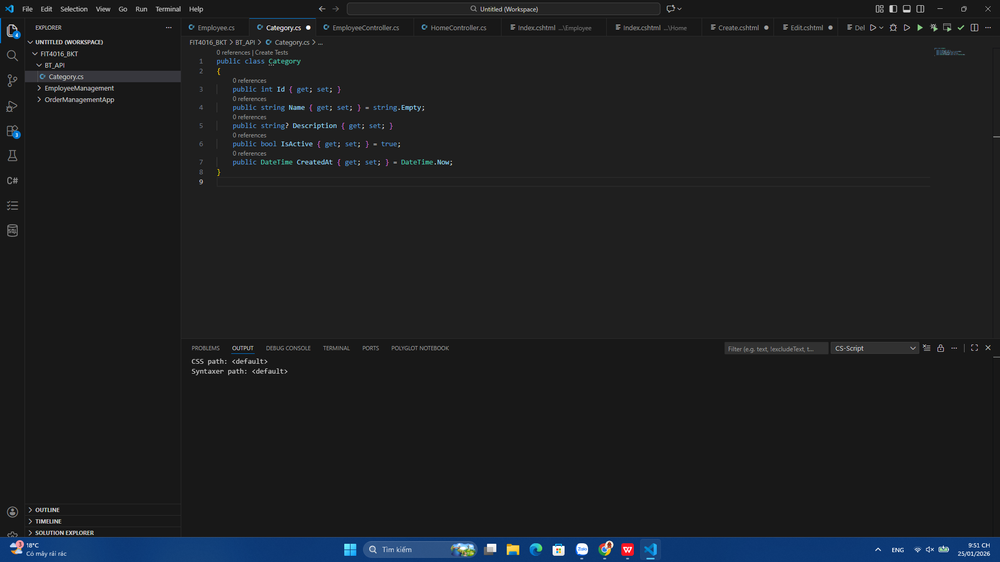 File Edit Selection View Go Run Terminal Help
Untitled (Workspace)
EXPLORER
UNTITLED (WORKSPACE)
FIT4016_BKT
BT_API
Category.cs
EmployeeManagement
OrderManagementApp
OUTLINE
TIMELINE
SOLUTION EXPLORER
4
3
C#
SQL
Employee.cs
Category.cs
EmployeeController.cs
HomeController.cs
Index.cshtml ...\Employee
Index.cshtml ...\Home
Create.cshtml
Edit.cshtml
Del
FIT4016_BKT > BT_API > Category.cs > ...
0 references | Create Tests
1 public class Category
2 {
0 references
3 public int Id { get; set; }
0 references
4 public string Name { get; set; } = string.Empty;
0 references
5 public string? Description { get; set; }
0 references
6 public bool IsActive { get; set; } = true;
0 references
7 public DateTime CreatedAt { get; set; } = DateTime.Now;
8 }
9
PROBLEMS OUTPUT DEBUG CONSOLE TERMINAL PORTS POLYGLOT NOTEBOOK
Filter (e.g. text, !excludeText, t...
CS-Script
CSS path: <default>
Syntaxer path: <default>
3
18°C
Có mây rải rác
Tìm kiếm
Zalo
ENG
9:51 CH
25/01/2026